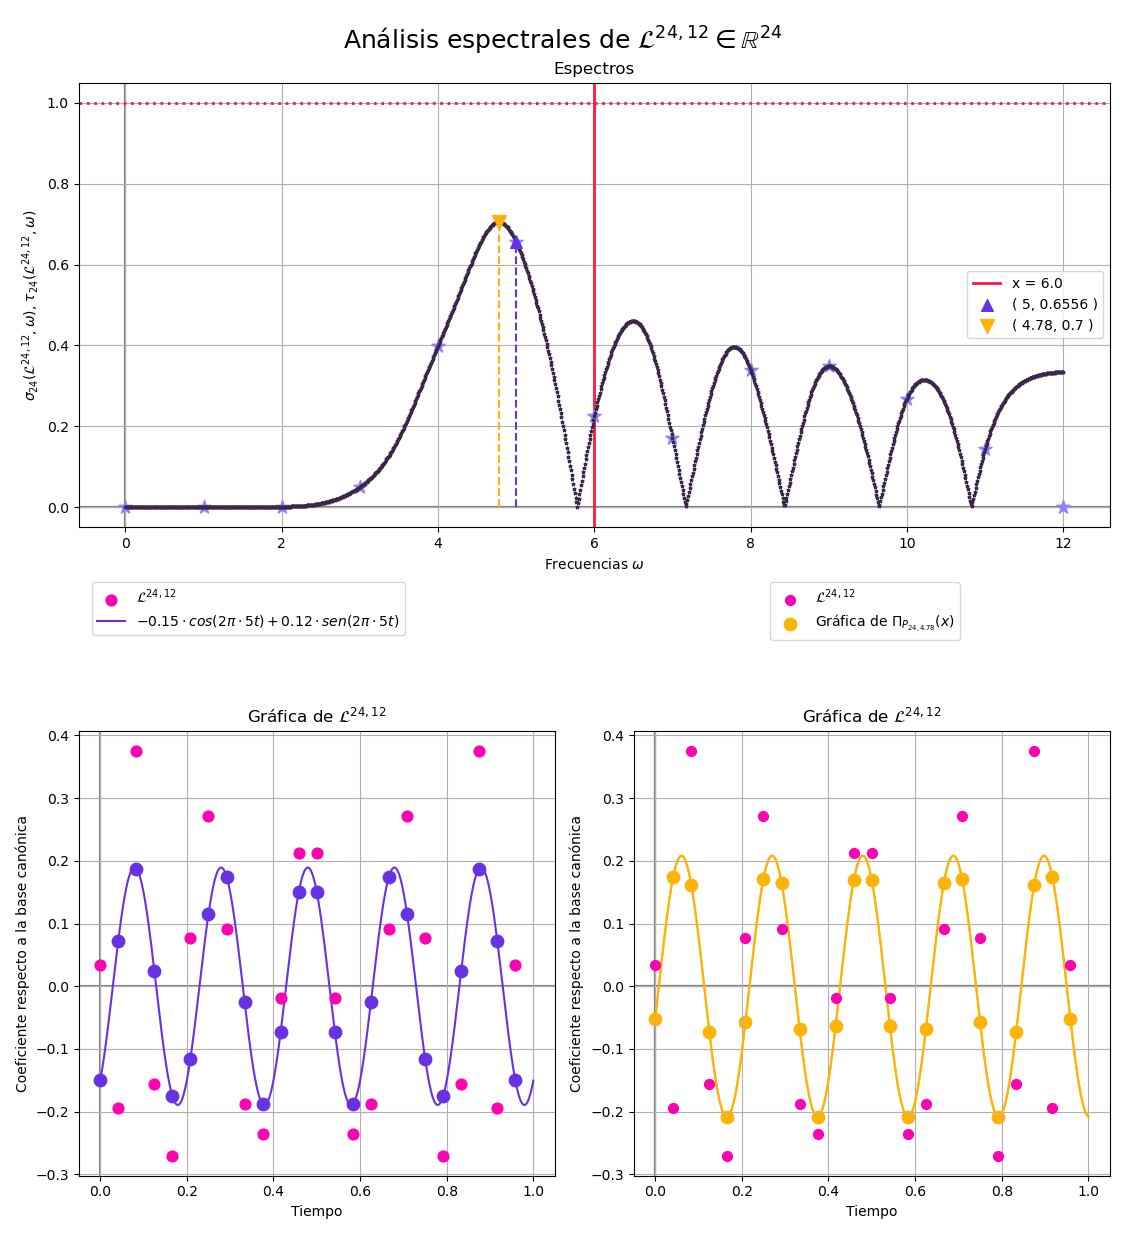 Análisis espectrales de 𝓛^{24,12} ∈ ℝ^{24}
Espectros
1.0
0.8
0.6
0.4
0.2
0.0
σ_{24}(𝓛^{24,12}, ω), τ_{24}(𝓛^{24,12}, ω)
x = 6.0
( 5, 0.6556 )
( 4.78, 0.7 )
0 2 4 6 8 10 12
Frecuencias ω
𝓛^{24,12}
−0.15 · cos(2π · 5t) + 0.12 · sen(2π · 5t)
𝓛^{24,12}
Gráfica de Π_{P_{24,4.78}}(x)
Gráfica de 𝓛^{24,12}
0.4
0.3
0.2
0.1
0.0
−0.1
−0.2
−0.3
Coeficiente respecto a la base canónica
0.0 0.2 0.4 0.6 0.8 1.0
Tiempo
Gráfica de 𝓛^{24,12}
0.4
0.3
0.2
0.1
0.0
−0.1
−0.2
−0.3
Coeficiente respecto a la base canónica
0.0 0.2 0.4 0.6 0.8 1.0
Tiempo